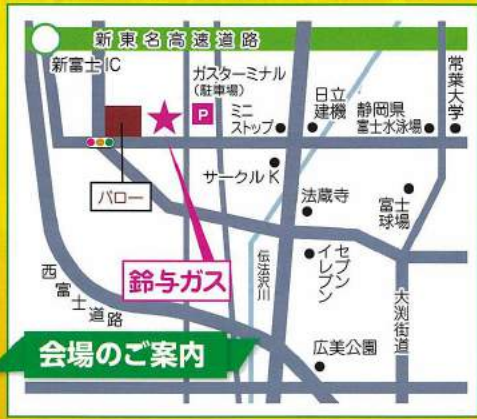 新東名高速道路
新富士IC
ガスターミナル
(駐車場)
P
ミニ
ストップ
日立
建機
静岡県
富士水泳場
常葉大学
サークルK
バロー
法蔵寺
富士
球場
鈴与ガス
伝法沢川
セブン
イレブン
大渕街道
西富士道路
広美公園
会場のご案内